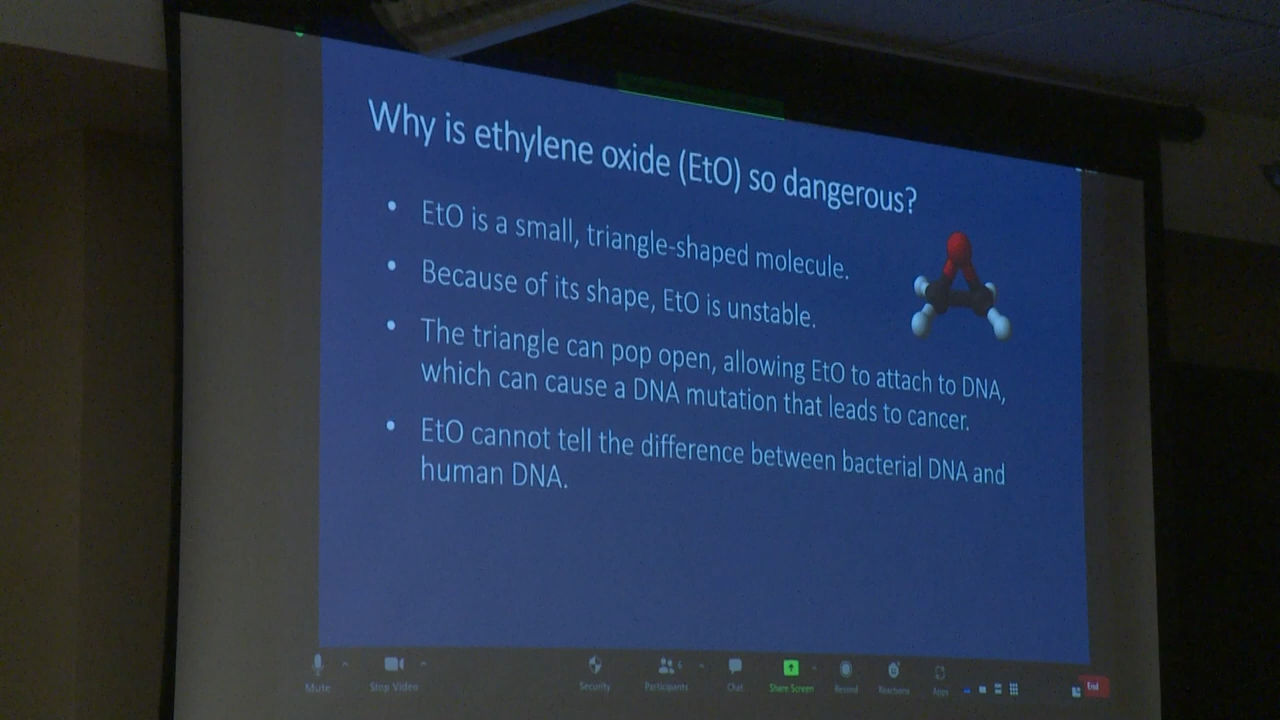 Why is ethylene oxide (EtO) so dangerous?
• EtO is a small, triangle-shaped molecule.
• Because of its shape, EtO is unstable.
• The triangle can pop open, allowing EtO to attach to DNA,
which can cause a DNA mutation that leads to cancer.
• EtO cannot tell the difference between bacterial DNA and
human DNA.
Mute Stop Video Security Participants Chat Share Screen Record Reactions Apps End